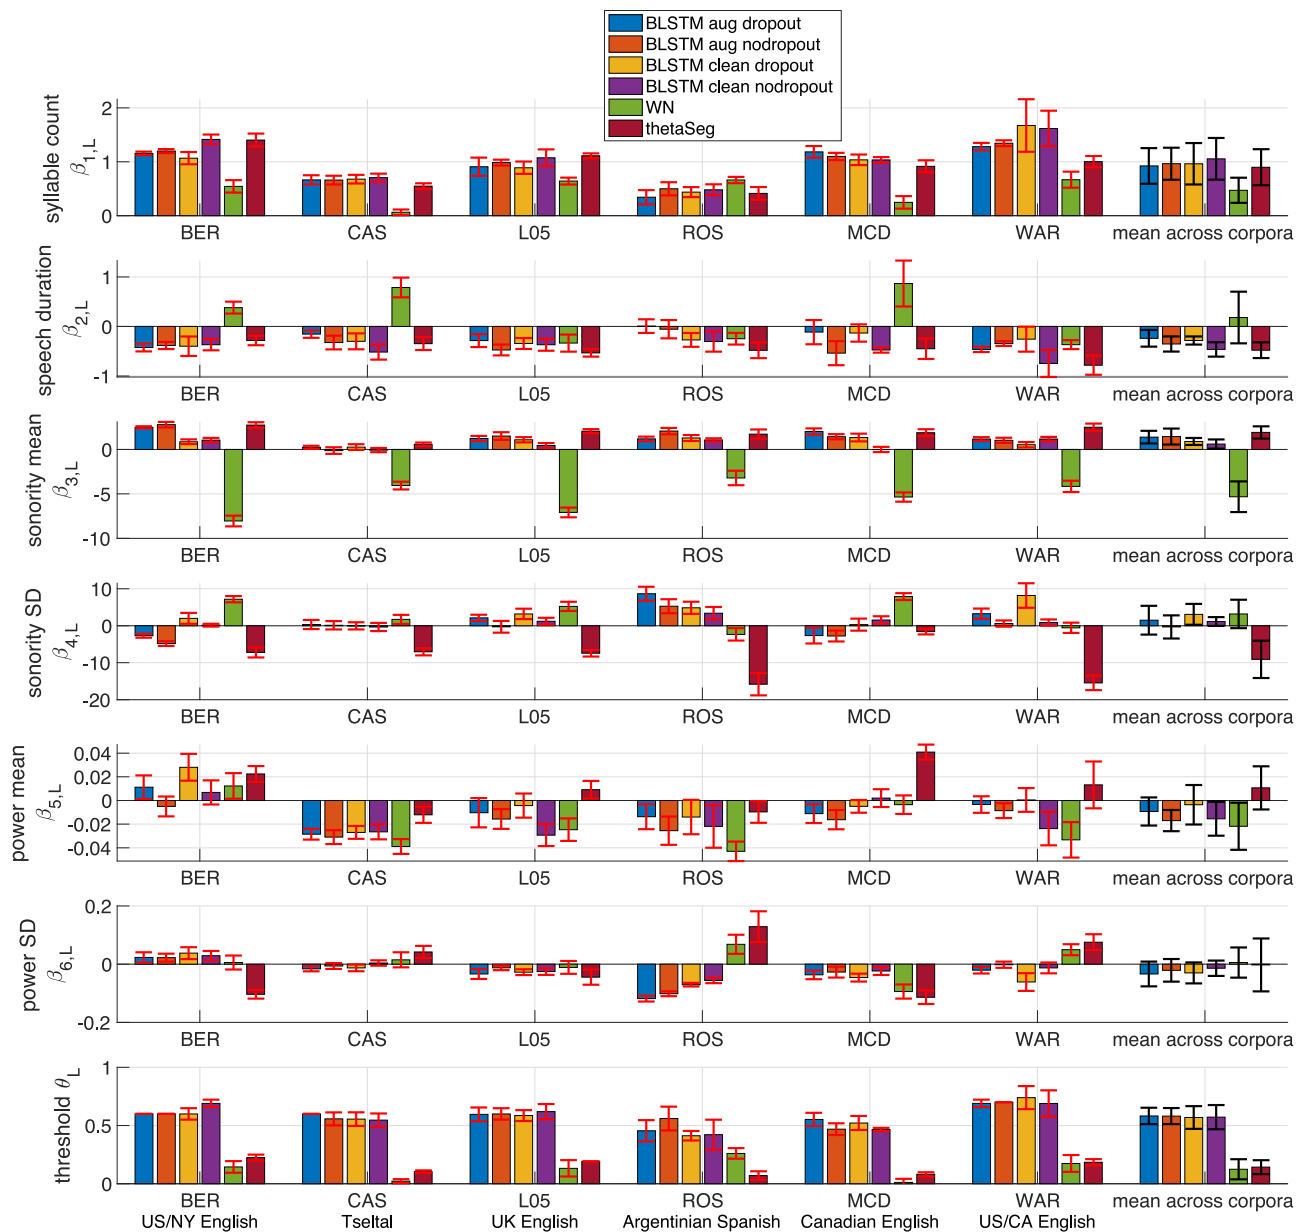 BLSTM aug dropout
BLSTM aug nodropout
BLSTM clean dropout
BLSTM clean nodropout
WN
thetaSeg
syllable count
β1,L
2
1
0
BER CAS L05 ROS MCD WAR mean across corpora
speech duration
β2,L
1
0
-1
BER CAS L05 ROS MCD WAR mean across corpora
sonority mean
β3,L
0
-5
-10
BER CAS L05 ROS MCD WAR mean across corpora
sonority SD
β4,L
10
0
-10
-20
BER CAS L05 ROS MCD WAR mean across corpora
power mean
β5,L
0.04
0.02
0
-0.02
-0.04
BER CAS L05 ROS MCD WAR mean across corpora
power SD
β6,L
0.2
0
-0.2
BER CAS L05 ROS MCD WAR mean across corpora
threshold θL
1
0.5
0
BER CAS L05 ROS MCD WAR mean across corpora
US/NY English Tseltal UK English Argentinian Spanish Canadian English US/CA English